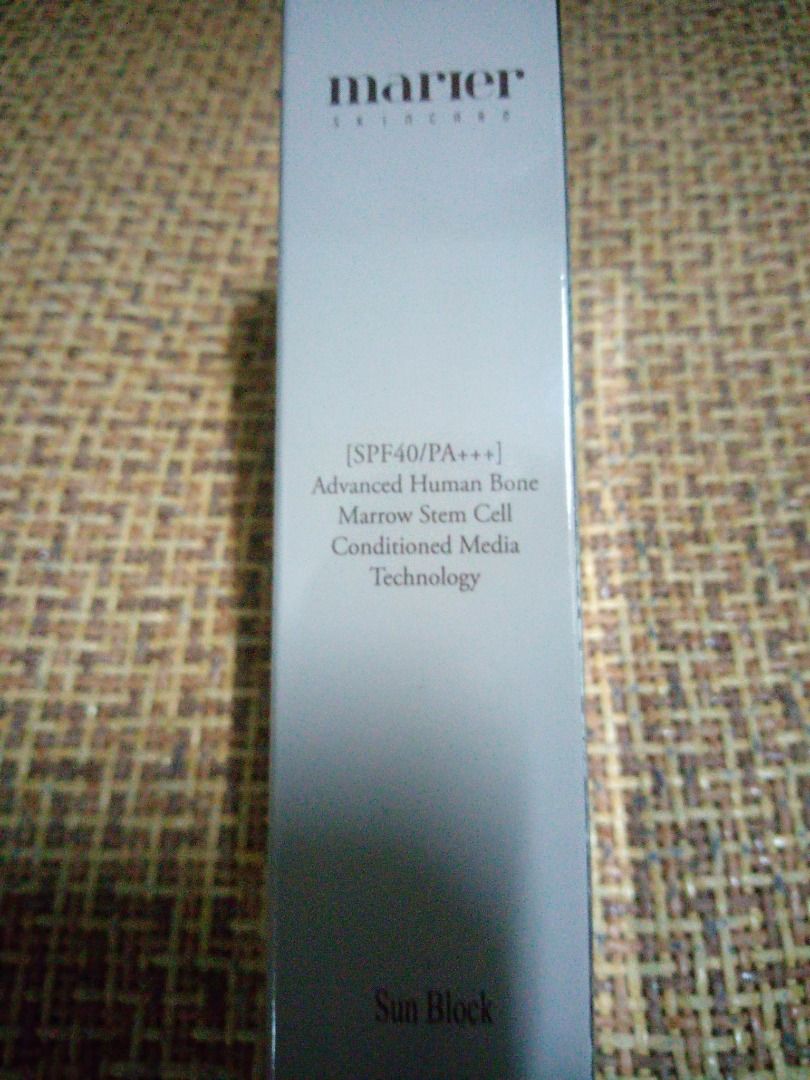 marier
skincare
[SPF40/PA+++]
Advanced Human Bone
Marrow Stem Cell
Conditioned Media
Technology
Sun Block